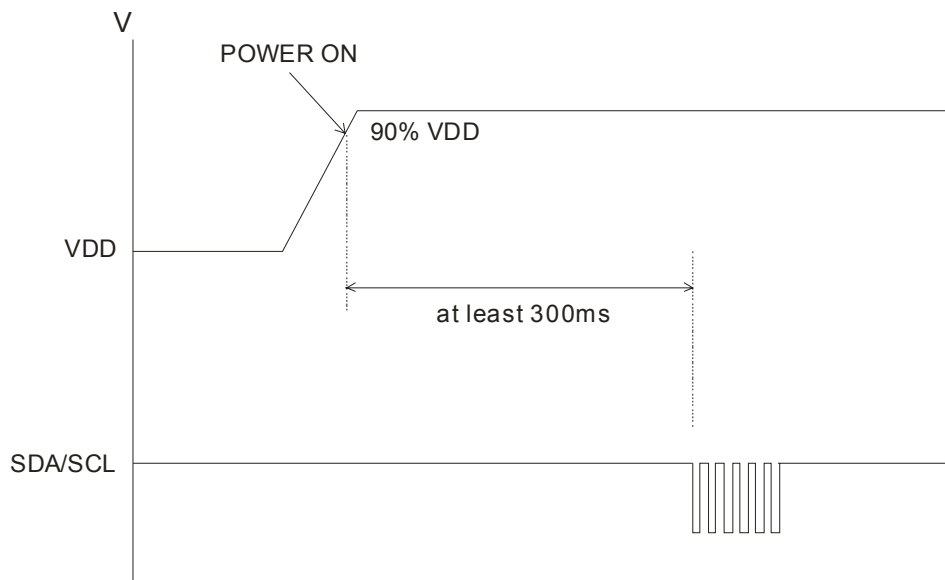 V
POWER ON
90% VDD
VDD
at least 300ms
SDA/SCL